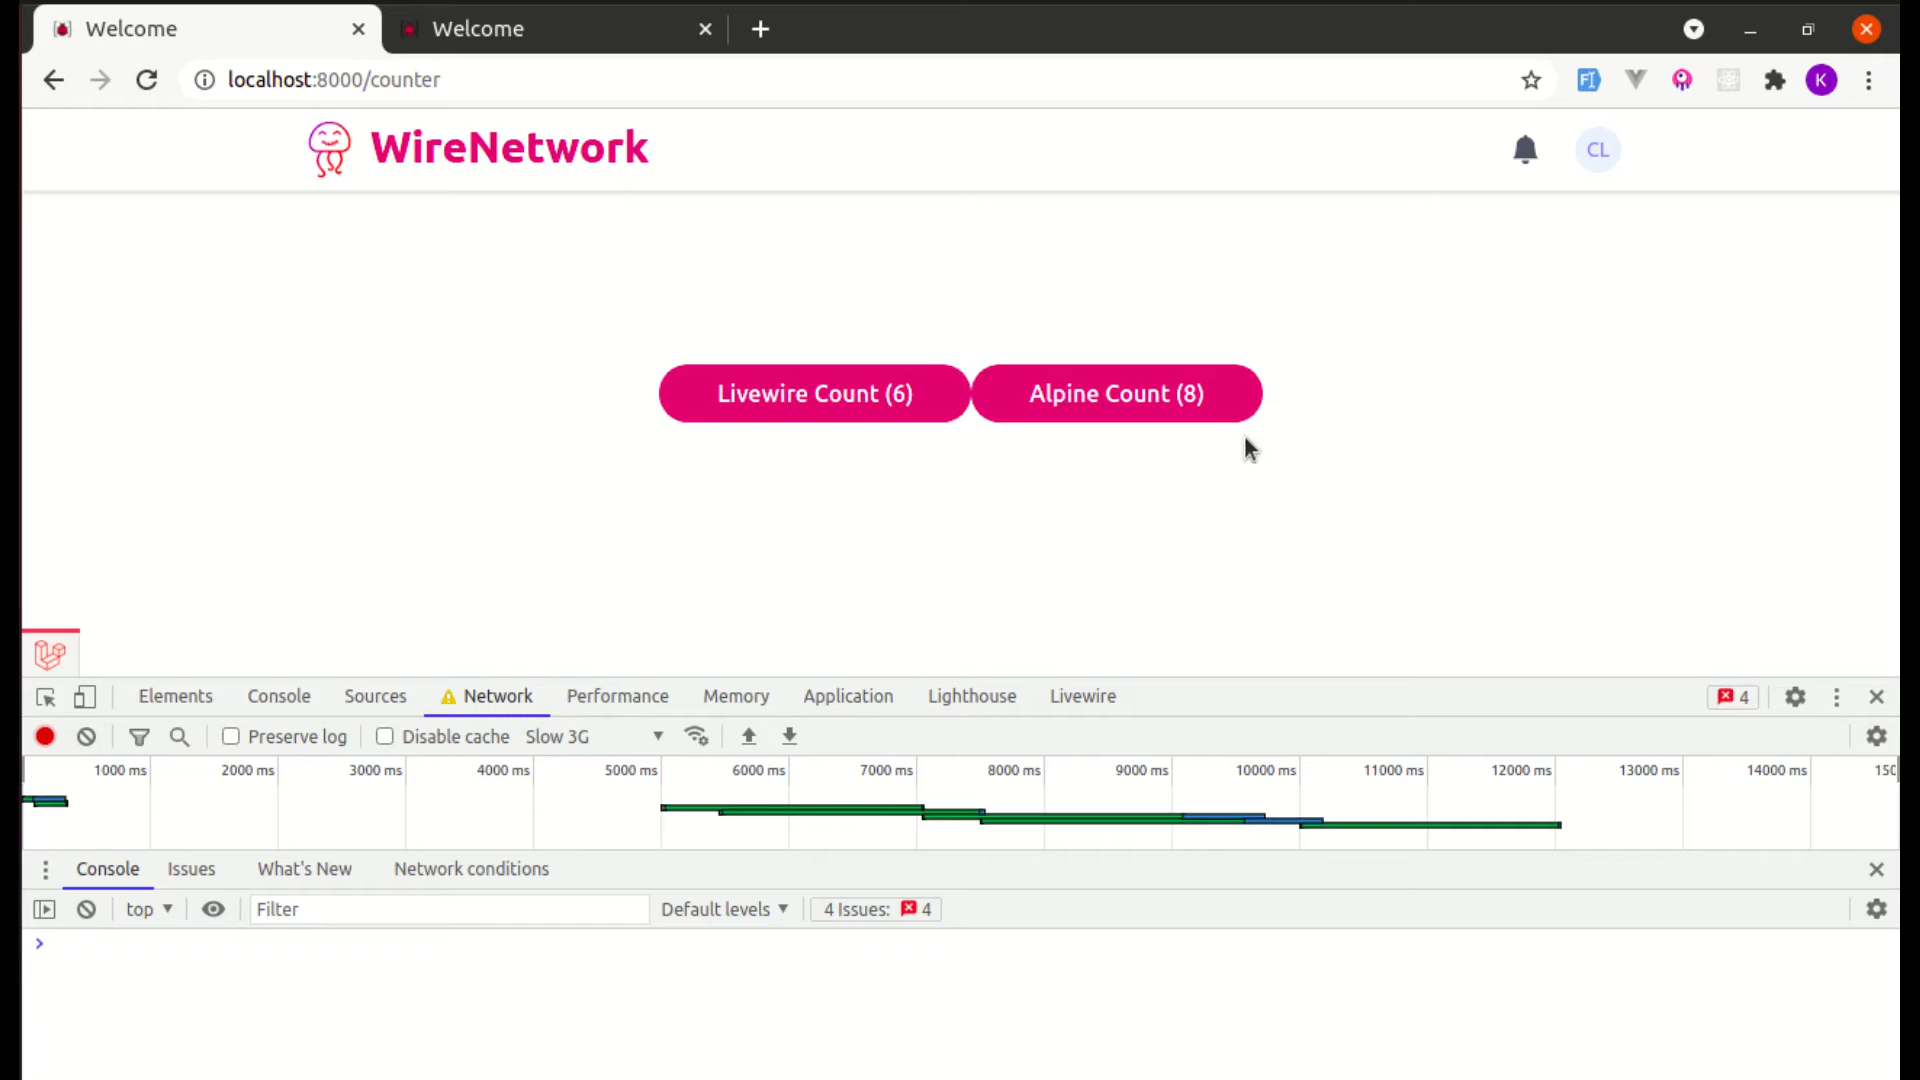 Welcome
Welcome
localhost:8000/counter
K
WireNetwork
CL
Livewire Count (6)
Alpine Count (8)
Elements Console Sources Network Performance Memory Application Lighthouse Livewire 4
Preserve log Disable cache Slow 3G
1000 ms 2000 ms 3000 ms 4000 ms 5000 ms 6000 ms 7000 ms 8000 ms 9000 ms 10000 ms 11000 ms 12000 ms 13000 ms 14000 ms 150
Console Issues What's New Network conditions
top Filter Default levels 4 Issues: 4